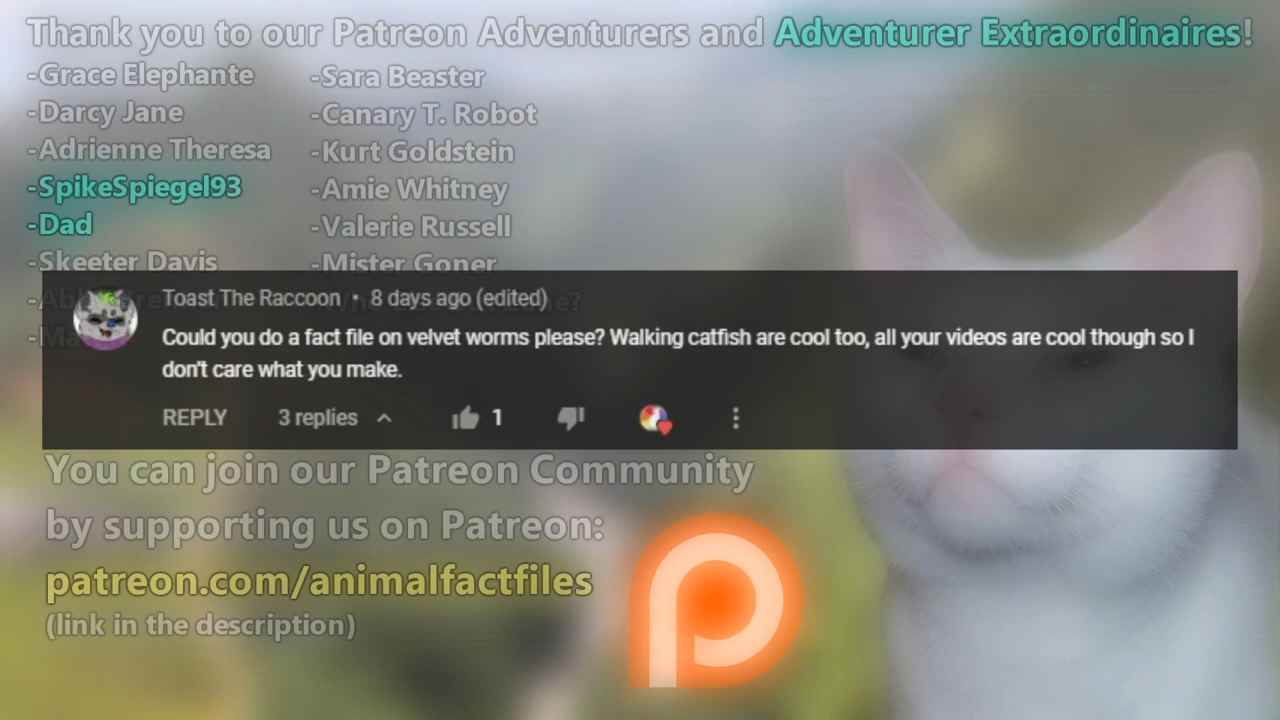 Thank you to our Patreon Adventurers and Adventurer Extraordinaires!
-Grace Elephante
-Darcy Jane
-Adrienne Theresa
-SpikeSpiegel93
-Dad
-Skeeter Davis
-Sara Beaster
-Canary T. Robot
-Kurt Goldstein
-Amie Whitney
-Valerie Russell
-Mister Goner
Toast The Raccoon • 8 days ago (edited)
Could you do a fact file on velvet worms please? Walking catfish are cool too, all your videos are cool though so I
don't care what you make.
REPLY 3 replies 1
You can join our Patreon Community
by supporting us on Patreon:
patreon.com/animalfactfiles
(link in the description)